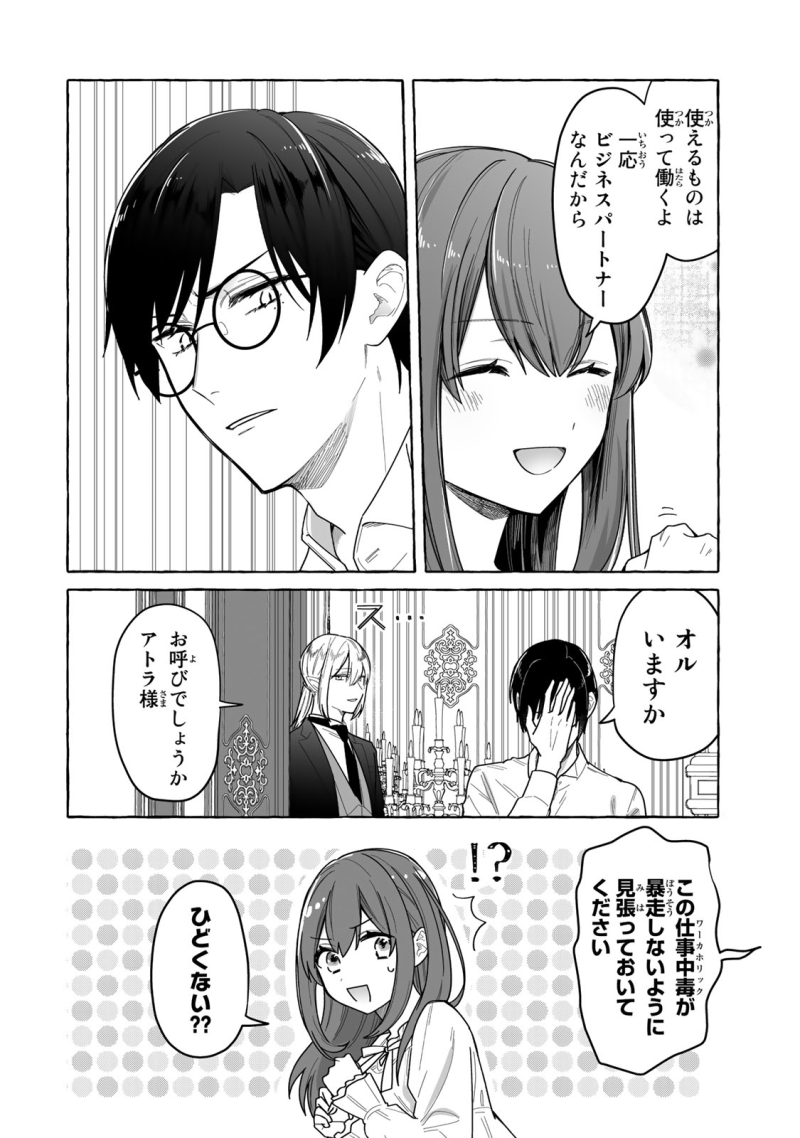 使えるものは
使って働くよ
一応
ビジネスパートナー
なんだから
オル
いますか
ス…
お呼びでしょうか
アトラ様
この仕事中毒が
暴走しないように
見張っておいて
ください
!?
ひどくない??